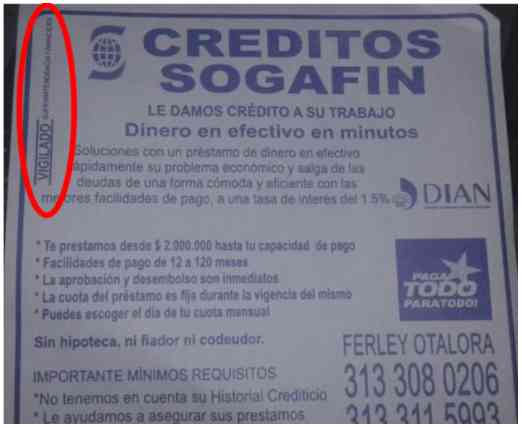 VIGILADO SUPERINTENDENCIA FINANCIERA
CREDITOS
SOGAFIN
LE DAMOS CRÉDITO A SU TRABAJO
Dinero en efectivo en minutos
Soluciones con un préstamo de dinero en efectivo
rápidamente su problema económico y salga de las
deudas de una forma cómoda y eficiente con las
mejores facilidades de pago, a una tasa de interés del 1.5%
DIAN
* Te prestamos desde $ 2.000.000 hasta tu capacidad de pago
* Facilidades de pago de 12 a 120 meses
* La aprobación y desembolso son inmediatos
* La cuota del préstamo es fija durante la vigencia del mismo
* Puedes escoger el día de tu cuota mensual
PAGA
TODO
PARATODO!
Sin hipoteca, ni fiador ni codeudor.
FERLEY OTALORA
313 308 0206
313 311 5993
IMPORTANTE MÍNIMOS REQUISITOS
*No tenemos en cuenta su Historial Crediticio
* Le ayudamos a asegurar sus prestamos